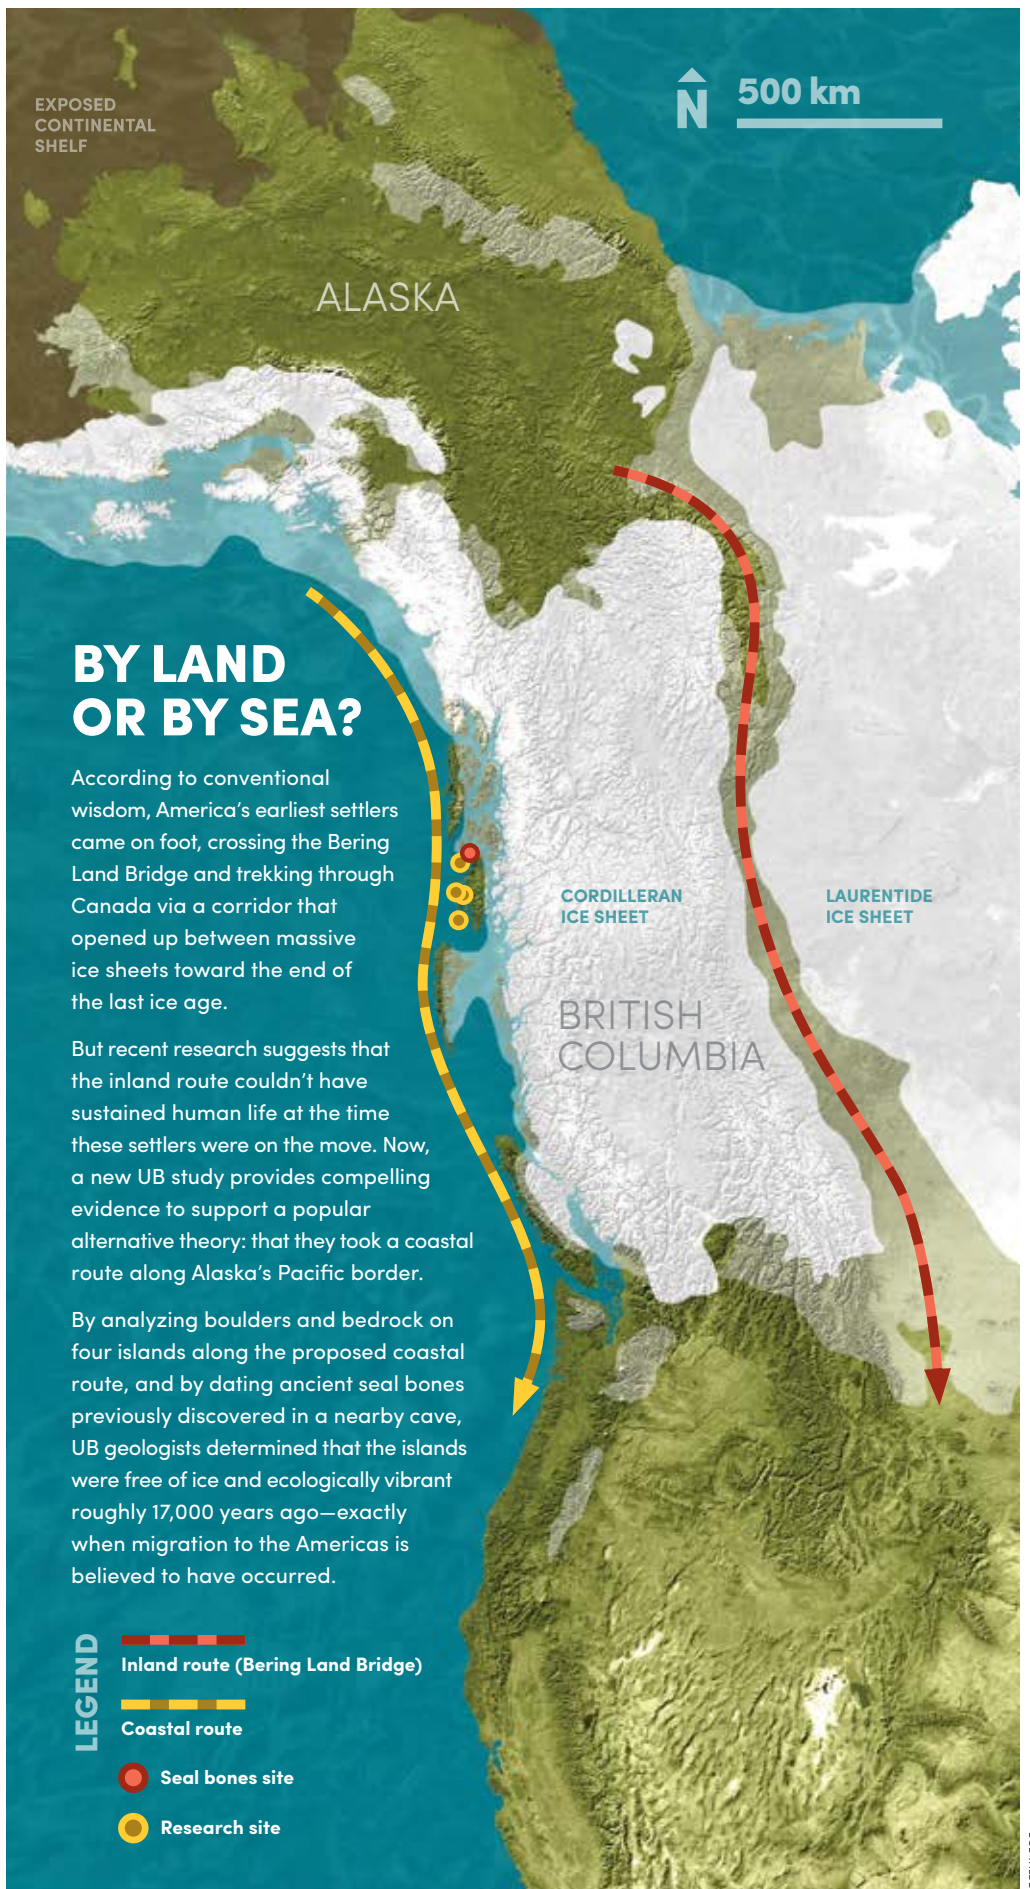 EXPOSED
CONTINENTAL
SHELF
N
500 km
ALASKA
BY LAND
OR BY SEA?
According to conventional
wisdom, America's earliest settlers
came on foot, crossing the Bering
Land Bridge and trekking through
Canada via a corridor that
opened up between massive
ice sheets toward the end of
the last ice age.
But recent research suggests that
the inland route couldn't have
sustained human life at the time
these settlers were on the move. Now,
a new UB study provides compelling
evidence to support a popular
alternative theory: that they took a coastal
route along Alaska's Pacific border.
By analyzing boulders and bedrock on
four islands along the proposed coastal
route, and by dating ancient seal bones
previously discovered in a nearby cave,
UB geologists determined that the islands
were free of ice and ecologically vibrant
roughly 17,000 years ago—exactly
when migration to the Americas is
believed to have occurred.
CORDILLERAN
ICE SHEET
LAURENTIDE
ICE SHEET
BRITISH
COLUMBIA
LEGEND
Inland route (Bering Land Bridge)
Coastal route
Seal bones site
Research site